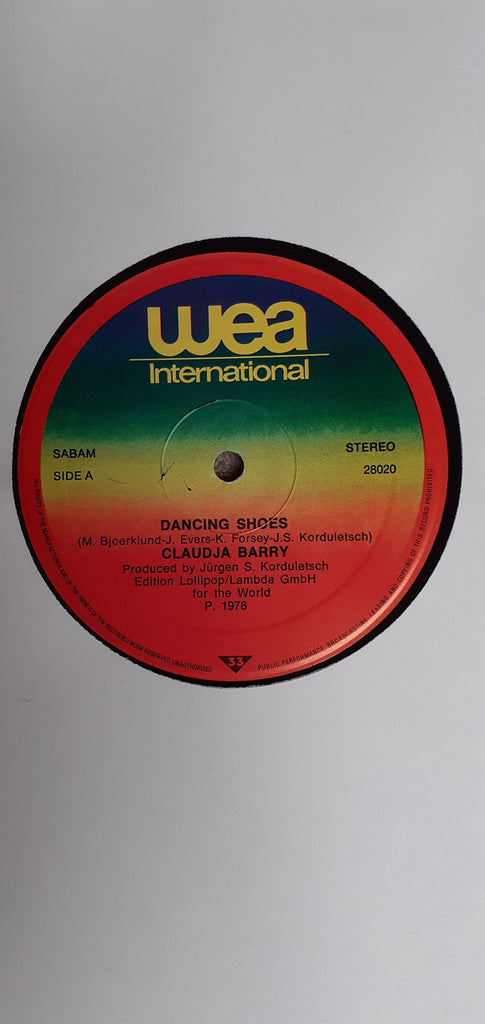 wea
International
SABAM
STEREO
SIDE A
28020
DANCING SHOES
(M. Bjoerklund-J. Evers-K. Forsey-J.S. Korduletsch)
CLAUDJA BARRY
Produced by Jürgen S. Korduletsch
Edition Lollipop/Lambda GmbH
for the World
P. 1978
33
ALL RIGHTS OF THE MANUFACTURER AND OF THE OWNER OF THE RECORDED WORK RESERVED. UNAUTHORIZED PUBLIC PERFORMANCE, BROADCASTING, LEASING AND COPYING OF THIS RECORD PROHIBITED